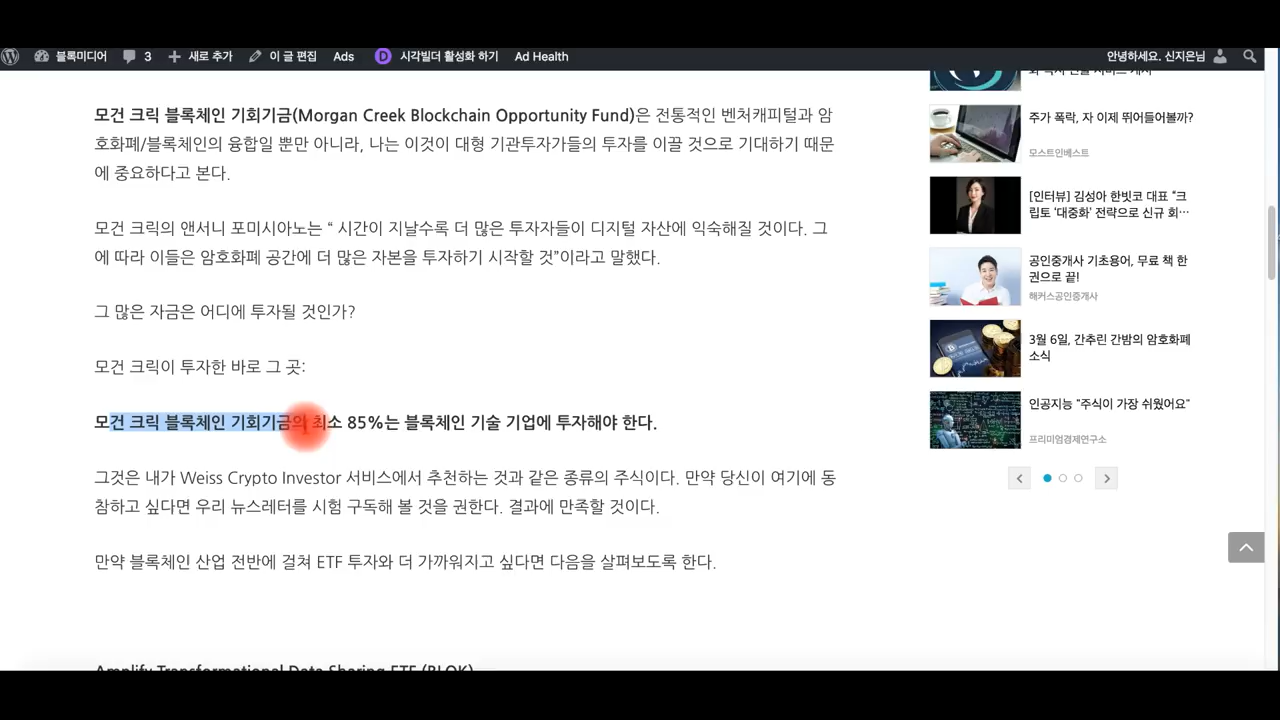 블록미디어 3 새로 추가 이 글 편집 Ads D 시각빌더 활성화 하기 Ad Health 안녕하세요. 신지은님
모건 크릭 블록체인 기회기금(Morgan Creek Blockchain Opportunity Fund)은 전통적인 벤처캐피털과 암
호화폐/블록체인의 융합일 뿐만 아니라, 나는 이것이 대형 기관투자가들의 투자를 이끌 것으로 기대하기 때문
에 중요하다고 본다.
모건 크릭의 앤서니 포미시아노는 “ 시간이 지날수록 더 많은 투자자들이 디지털 자산에 익숙해질 것이다. 그
에 따라 이들은 암호화폐 공간에 더 많은 자본을 투자하기 시작할 것”이라고 말했다.
그 많은 자금은 어디에 투자될 것인가?
모건 크릭이 투자한 바로 그 곳:
모건 크릭 블록체인 기회기금의 최소 85%는 블록체인 기술 기업에 투자해야 한다.
그것은 내가 Weiss Crypto Investor 서비스에서 추천하는 것과 같은 종류의 주식이다. 만약 당신이 여기에 동
참하고 싶다면 우리 뉴스레터를 시험 구독해 볼 것을 권한다. 결과에 만족할 것이다.
만약 블록체인 산업 전반에 걸쳐 ETF 투자와 더 가까워지고 싶다면 다음을 살펴보도록 한다.
Amplify Transformational Data Sharing ETF (BLOK)
주가 폭락, 자 이제 뛰어들어볼까?
모스트인베스트
[인터뷰] 김성아 한빗코 대표 “크
립토 ‘대중화’ 전략으로 신규 회…
공인중개사 기초용어, 무료 책 한
권으로 끝!
해커스공인중개사
3월 6일, 간추린 간밤의 암호화폐
소식
인공지능 "주식이 가장 쉬웠어요"
프리미엄경제연구소